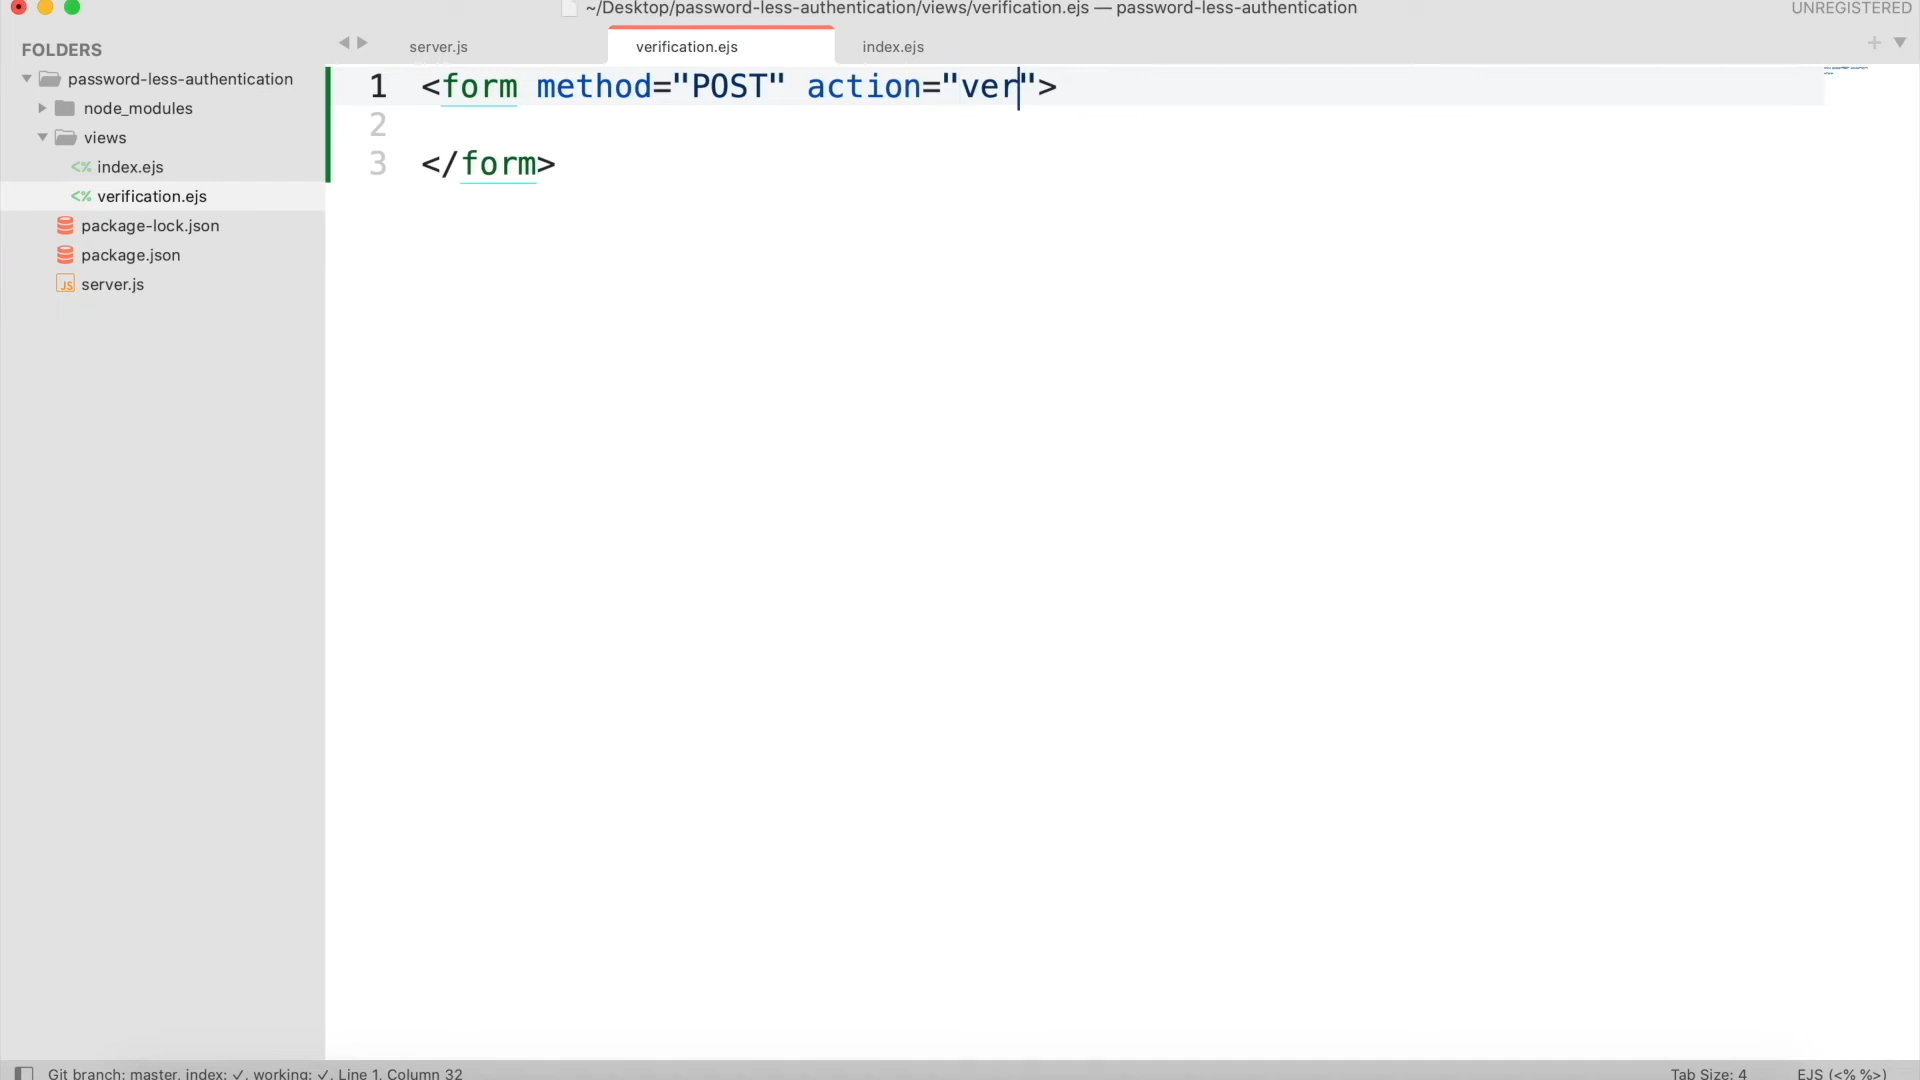 ~/Desktop/password-less-authentication/views/verification.ejs — password-less-authentication
UNREGISTERED
FOLDERS
password-less-authentication
node_modules
views
<% index.ejs
<% verification.ejs
package-lock.json
package.json
JS server.js
server.js
verification.ejs
index.ejs
1 <form method="POST" action="ver">
2
3 </form>
Git branch: master, index: ✓, working: ✓, Line 1, Column 32
Tab Size: 4
EJS (<% %>)